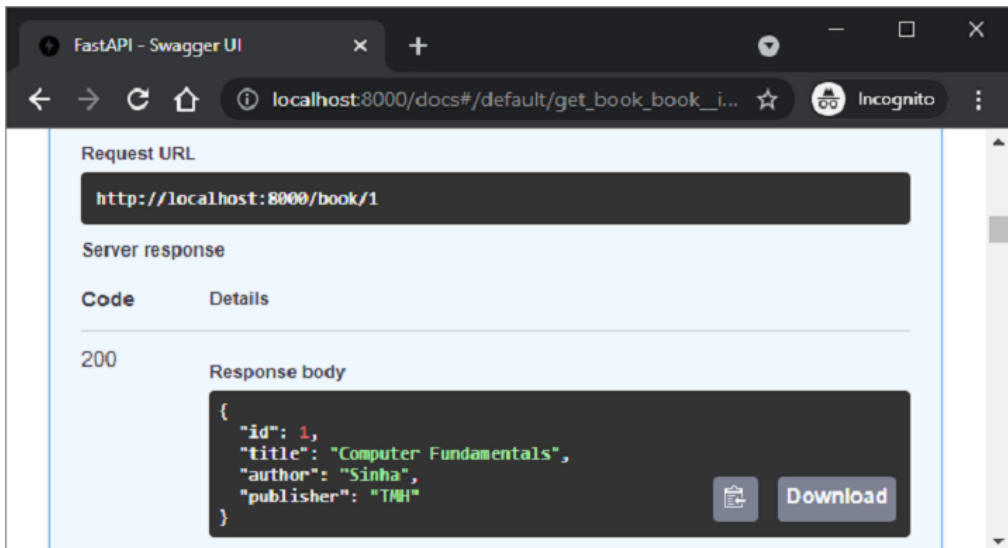 FastAPI - Swagger UI
localhost:8000/docs#/default/get_book_book__i... Incognito
Request URL
http://localhost:8000/book/1
Server response
Code Details
200
Response body
{
"id": 1,
"title": "Computer Fundamentals",
"author": "Sinha",
"publisher": "TMH"
}
Download